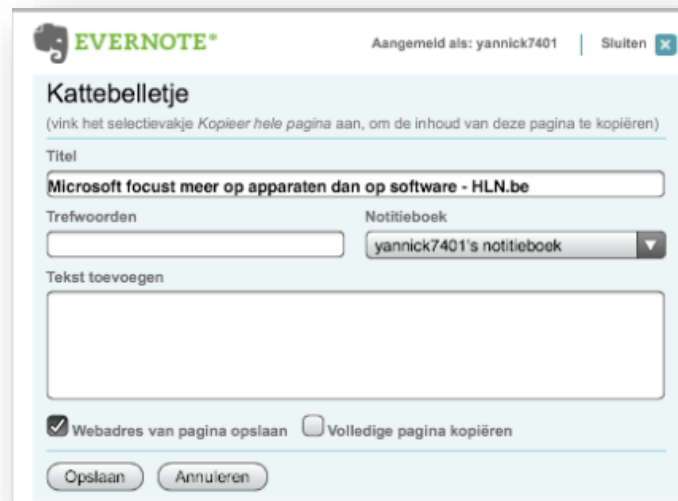 EVERNOTE® Aangemeld als: yannick7401 | Sluiten x
Kattebelletje
(vink het selectievakje Kopieer hele pagina aan, om de inhoud van deze pagina te kopiëren)
Titel
Microsoft focust meer op apparaten dan op software - HLN.be
Trefwoorden Notitieboek
yannick7401's notitieboek
Tekst toevoegen
Webadres van pagina opslaan Volledige pagina kopiëren
Opslaan Annuleren